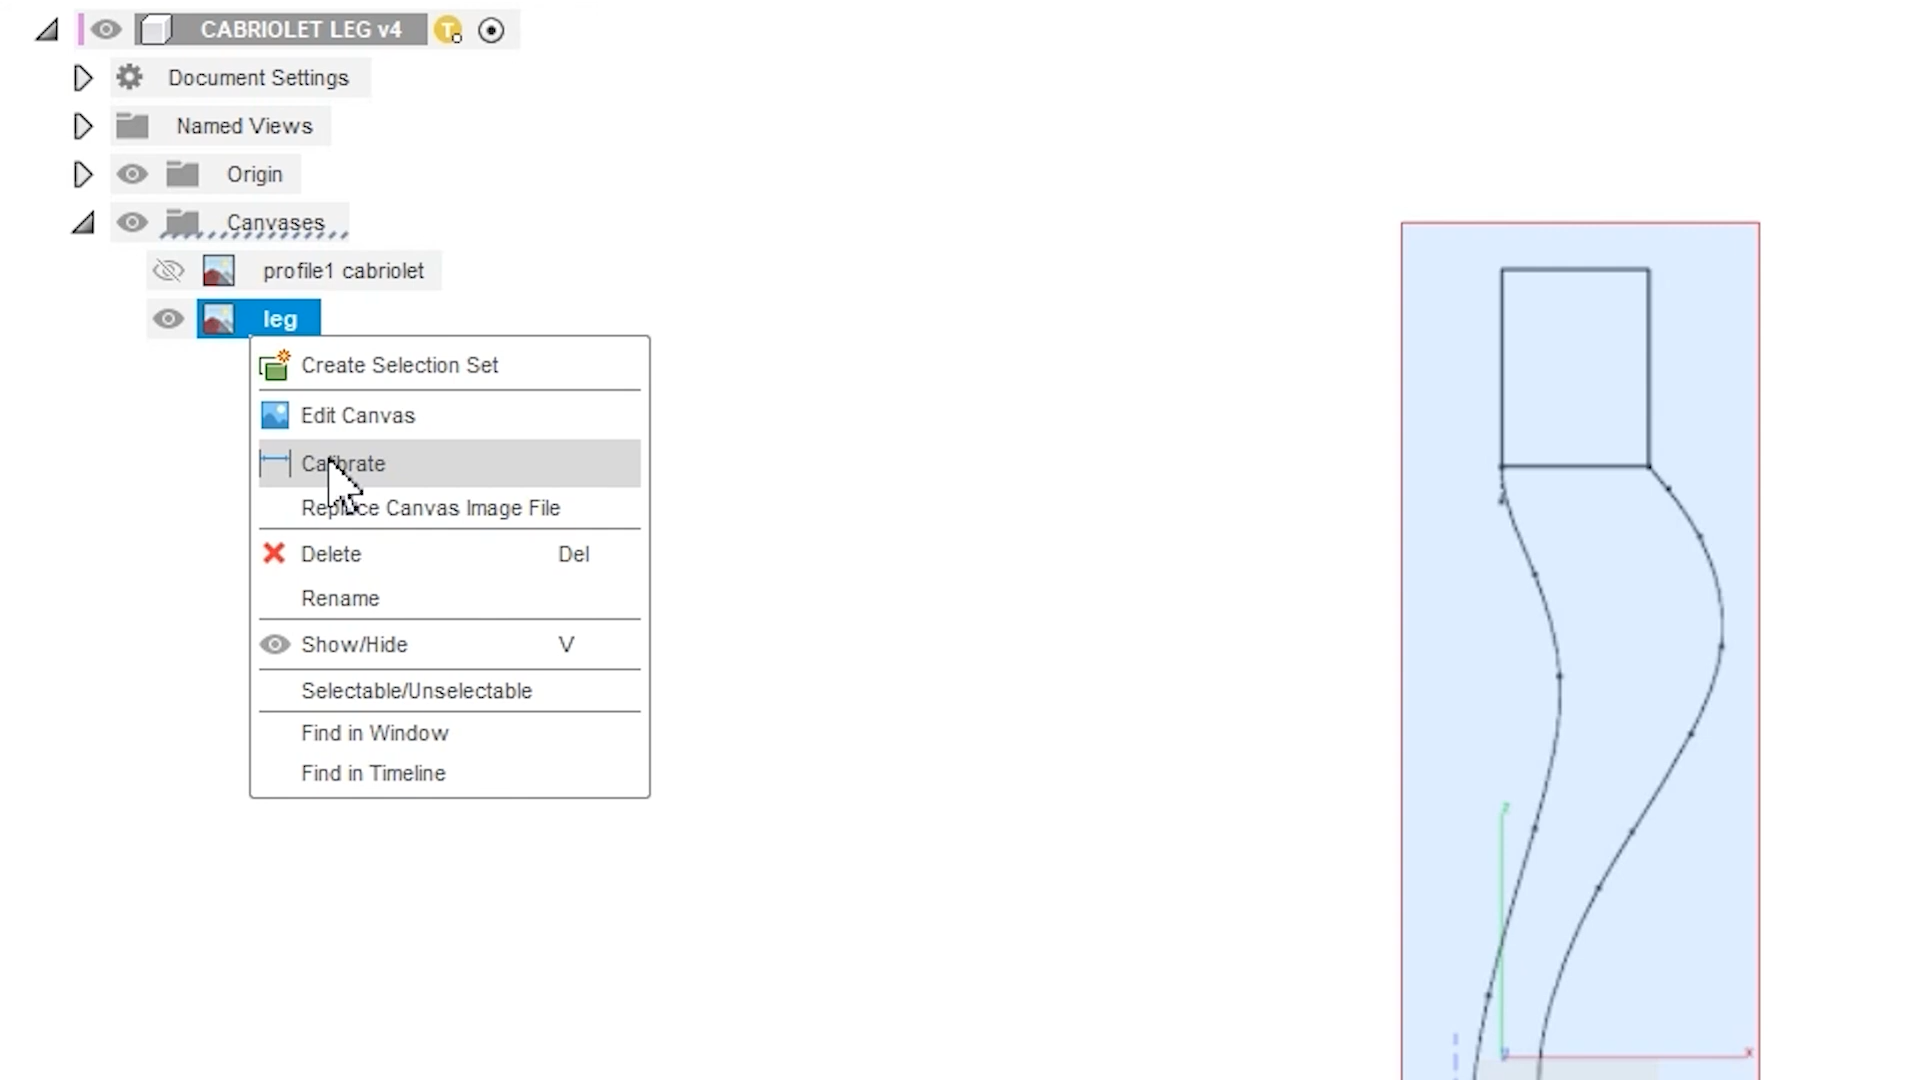 CABRIOLET LEG v4
Document Settings
Named Views
Origin
Canvases
profile1 cabriolet
leg
Create Selection Set
Edit Canvas
Calibrate
Replace Canvas Image File
Delete Del
Rename
Show/Hide V
Selectable/Unselectable
Find in Window
Find in Timeline
z
x